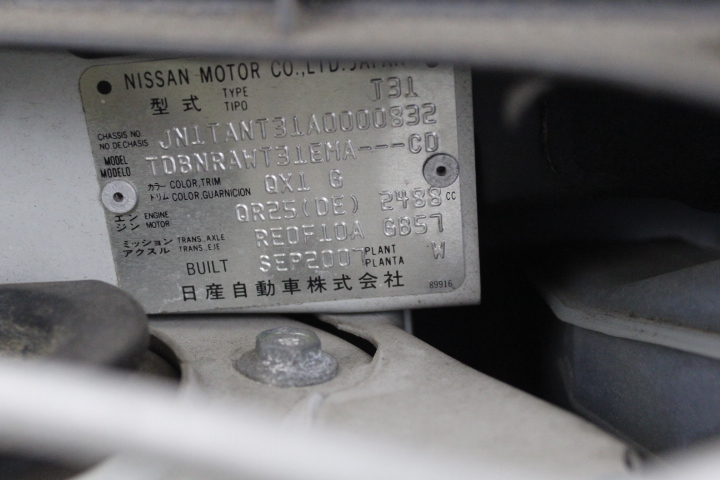 NISSAN MOTOR CO.,LTD.JAPAN
型式 TYPE TIPO T31
CHASSIS NO. NO DE CHASIS JN1TANT31A0000832
MODEL MODELO TDBNRAWT31EMA---CD
カラー トリム COLOR,TRIM COLOR,GUARNICION QX1 G
エンジン ENGINE MOTOR QR25(DE) 2488 cc
ミッション アクスル TRANS.AXLE TRANS.EJE RE0F10A GB57
BUILT SEP2007 PLANT PLANTA W
日産自動車株式会社 89916